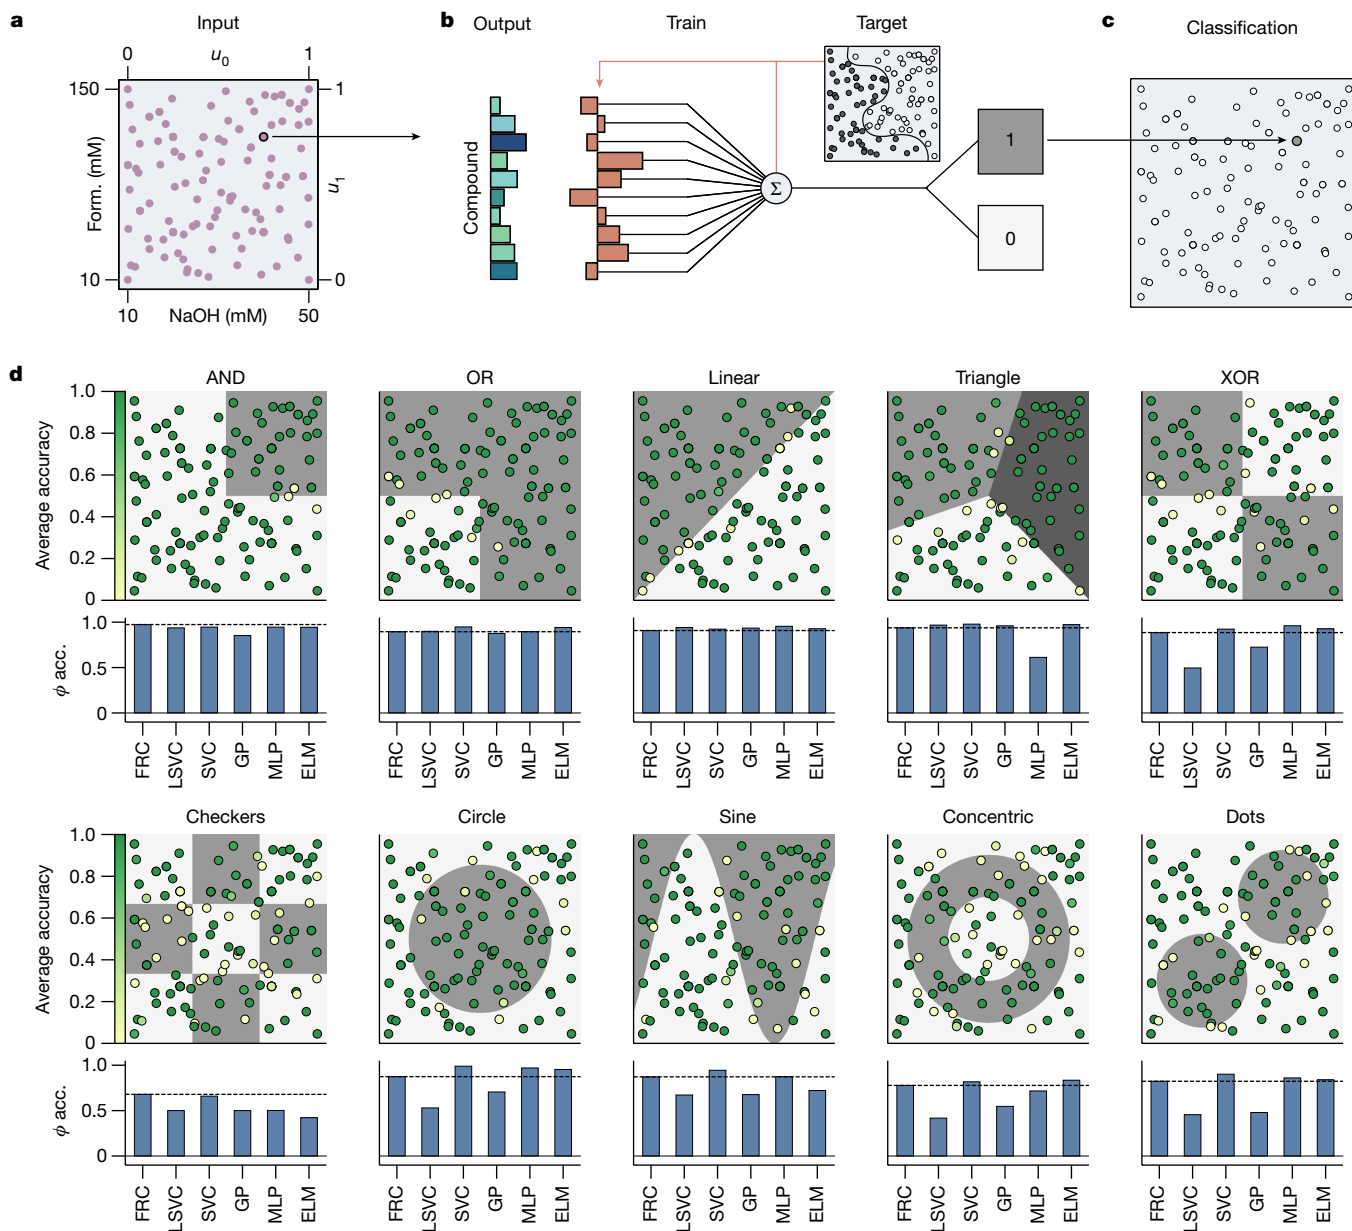 a
Input
0
u0
1
150
1
Form. (mM)
u1
10
0
10
NaOH (mM)
50
b
Output
Train
Target
Compound
Σ
1
0
c
Classification
d
AND
OR
Linear
Triangle
XOR
Average accuracy
1.0
0.8
0.6
0.4
0.2
0
ϕ acc.
1.0
0.5
0
FRC
LSVC
SVC
GP
MLP
ELM
FRC
LSVC
SVC
GP
MLP
ELM
FRC
LSVC
SVC
GP
MLP
ELM
FRC
LSVC
SVC
GP
MLP
ELM
FRC
LSVC
SVC
GP
MLP
ELM
Checkers
Circle
Sine
Concentric
Dots
Average accuracy
1.0
0.8
0.6
0.4
0.2
0
ϕ acc.
1.0
0.5
0
FRC
LSVC
SVC
GP
MLP
ELM
FRC
LSVC
SVC
GP
MLP
ELM
FRC
LSVC
SVC
GP
MLP
ELM
FRC
LSVC
SVC
GP
MLP
ELM
FRC
LSVC
SVC
GP
MLP
ELM